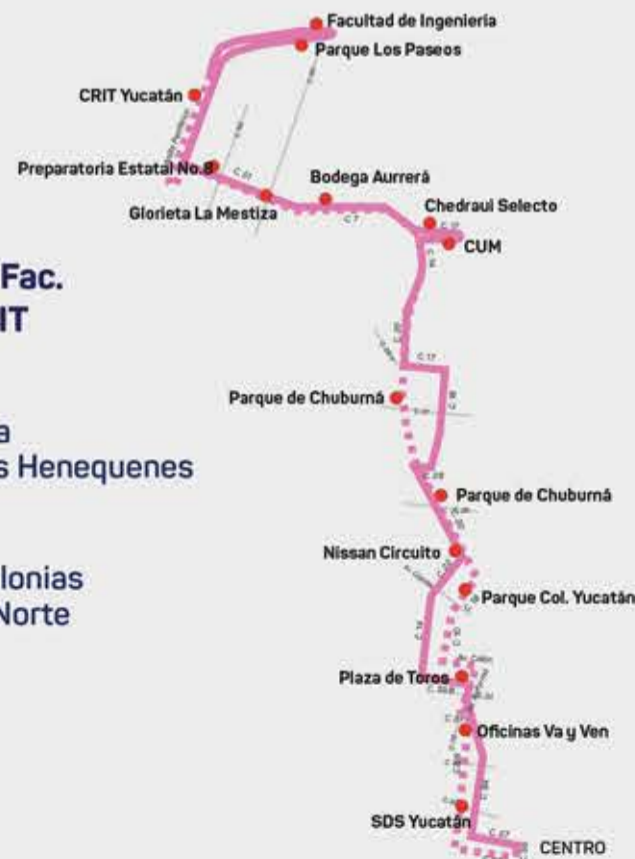 Facultad de Ingeniería
Parque Los Paseos
CRIT Yucatán
Preparatoria Estatal No.8
Bodega Aurrerá
Glorieta La Mestiza
C. 7
Chedraui Selecto
CUM
Fac.
IT
C. 17
Parque de Chuburná
a
s Henequenes
Parque de Chuburná
Nissan Circuito
lonias
Norte
Parque Col. Yucatán
Plaza de Toros
Oficinas Va y Ven
SDS Yucatán
CENTRO